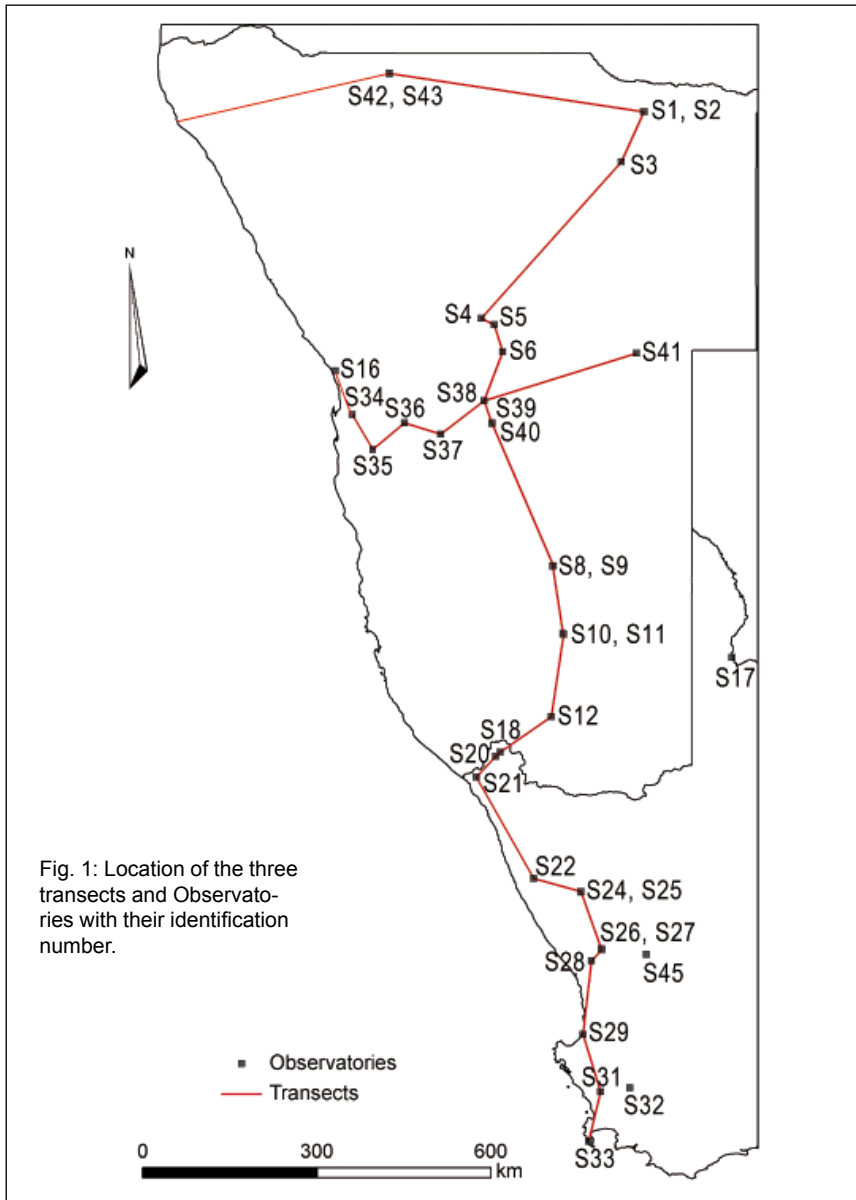 S42, S43
S1, S2
S3
N
S4
S5
S6
S41
S16
S34
S38
S39
S36
S40
S37
S35
S8, S9
S10, S11
S17
S12
S18
S20
S21
Fig. 1: Location of the three
transects and Observato-
ries with their identification
number.
S22
S24, S25
S26, S27
S28
S45
S29
Observatories
S31
Transects
S32
S33
0 300 600
km